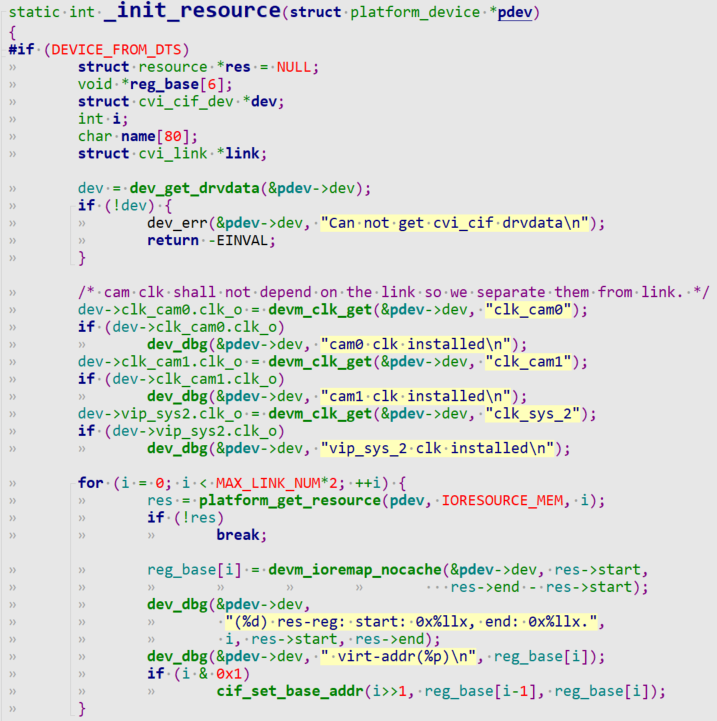 static int _init_resource(struct platform_device *pdev)
{
#if (DEVICE_FROM_DTS)
struct resource *res = NULL;
void *reg_base[6];
struct cvi_cif_dev *dev;
int i;
char name[80];
struct cvi_link *link;
dev = dev_get_drvdata(&pdev->dev);
if (!dev) {
dev_err(&pdev->dev, "Can not get cvi_cif drvdata\n");
return -EINVAL;
}
/* cam clk shall not depend on the link so we separate them from link. */
dev->clk_cam0.clk_o = devm_clk_get(&pdev->dev, "clk_cam0");
if (dev->clk_cam0.clk_o)
dev_dbg(&pdev->dev, "cam0 clk installed\n");
dev->clk_cam1.clk_o = devm_clk_get(&pdev->dev, "clk_cam1");
if (dev->clk_cam1.clk_o)
dev_dbg(&pdev->dev, "cam1 clk installed\n");
dev->vip_sys2.clk_o = devm_clk_get(&pdev->dev, "clk_sys_2");
if (dev->vip_sys2.clk_o)
dev_dbg(&pdev->dev, "vip_sys_2 clk installed\n");
for (i = 0; i < MAX_LINK_NUM*2; ++i) {
res = platform_get_resource(pdev, IORESOURCE_MEM, i);
if (!res)
break;
reg_base[i] = devm_ioremap_nocache(&pdev->dev, res->start,
res->end - res->start);
dev_dbg(&pdev->dev,
"(%d) res-reg: start: 0x%llx, end: 0x%llx.",
i, res->start, res->end);
dev_dbg(&pdev->dev, " virt-addr(%p)\n", reg_base[i]);
if (i & 0x1)
cif_set_base_addr(i>>1, reg_base[i-1], reg_base[i]);
}